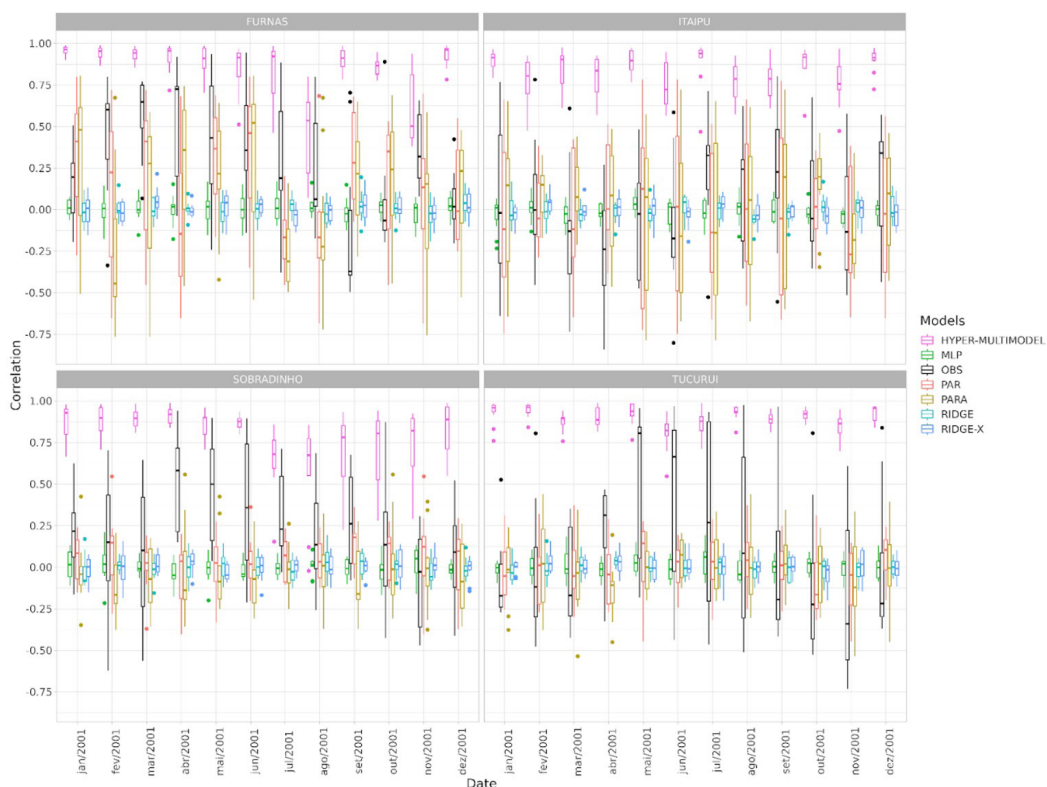 FURNAS
ITAIPU
1.00
0.75
0.50
0.25
0.00
-0.25
-0.50
-0.75
SOBRADINHO
TUCURUI
1.00
0.75
0.50
0.25
0.00
-0.25
-0.50
-0.75
Correlation
jan/2001
fev/2001
mar/2001
abr/2001
mai/2001
jun/2001
jul/2001
ago/2001
set/2001
out/2001
nov/2001
dez/2001
jan/2001
fev/2001
mar/2001
abr/2001
mai/2001
jun/2001
jul/2001
ago/2001
set/2001
out/2001
nov/2001
dez/2001
Date
Models
HYPER-MULTIMODEL
MLP
OBS
PAR
PARA
RIDGE
RIDGE-X